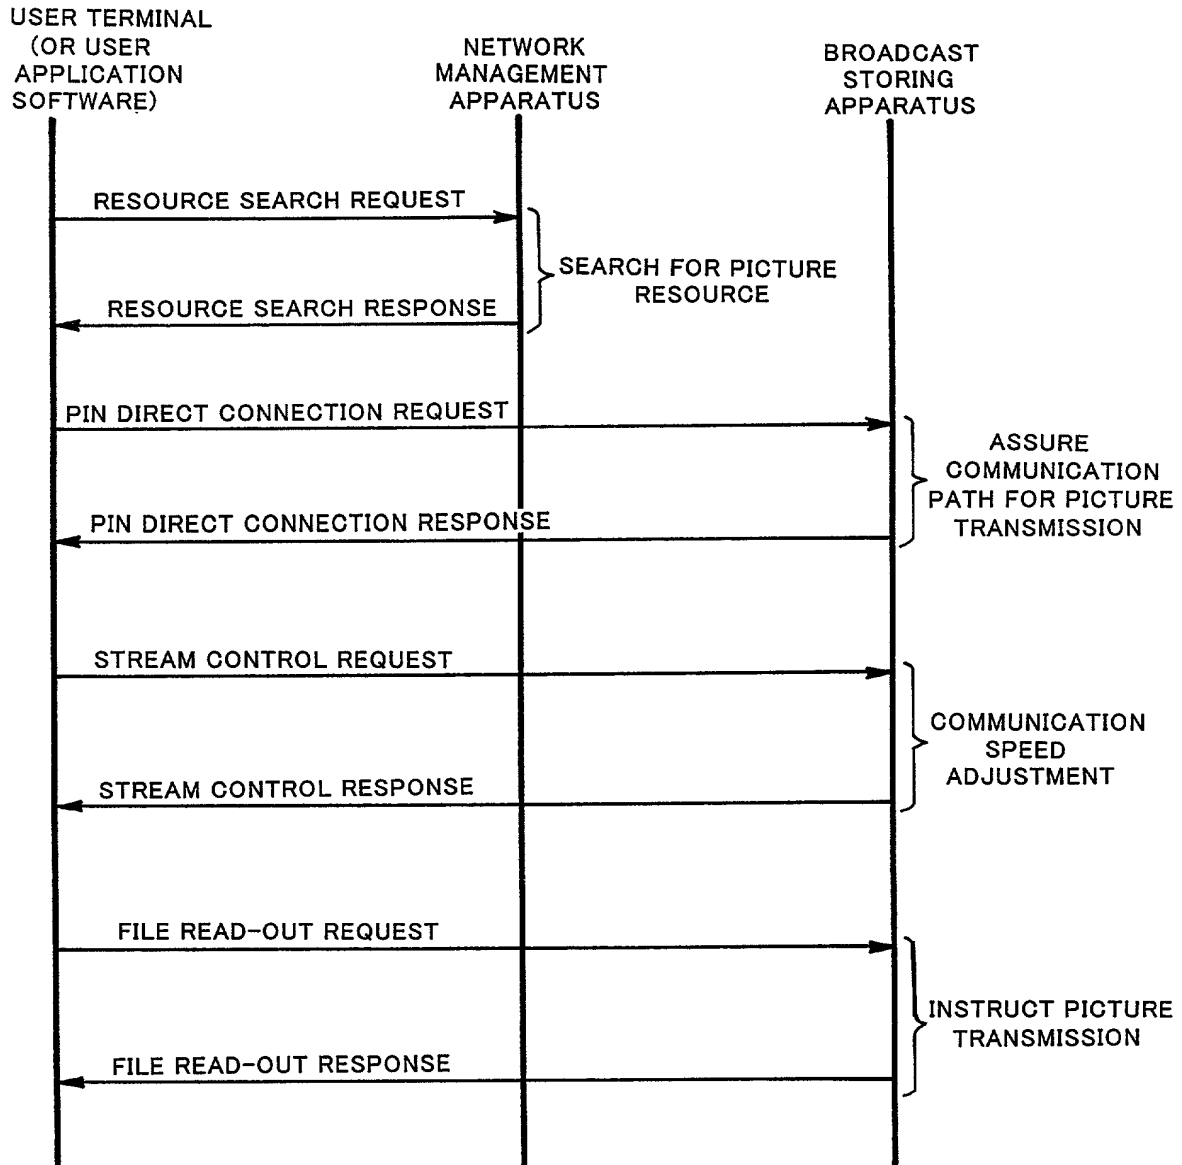 USER TERMINAL
(OR USER
APPLICATION
SOFTWARE)
NETWORK
MANAGEMENT
APPARATUS
BROADCAST
STORING
APPARATUS
RESOURCE SEARCH REQUEST
SEARCH FOR PICTURE
RESOURCE
RESOURCE SEARCH RESPONSE
PIN DIRECT CONNECTION REQUEST
ASSURE
COMMUNICATION
PATH FOR PICTURE
TRANSMISSION
PIN DIRECT CONNECTION RESPONSE
STREAM CONTROL REQUEST
COMMUNICATION
SPEED
ADJUSTMENT
STREAM CONTROL RESPONSE
FILE READ-OUT REQUEST
INSTRUCT PICTURE
TRANSMISSION
FILE READ-OUT RESPONSE